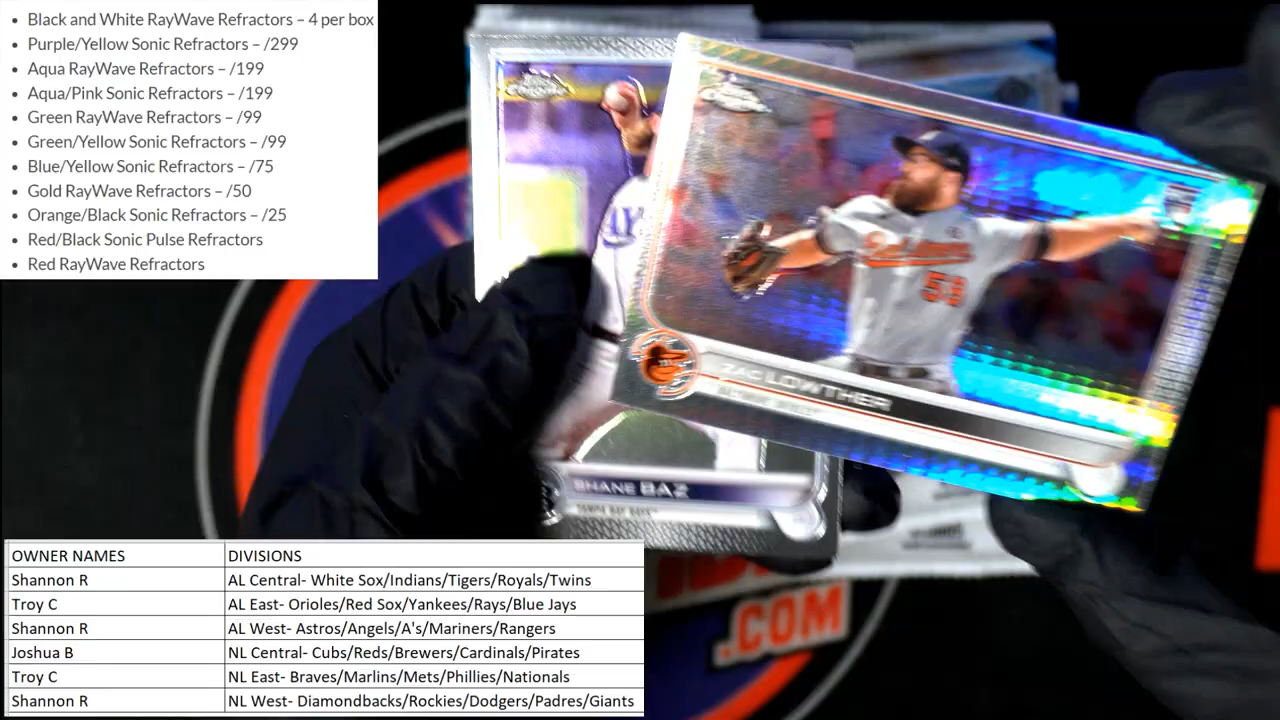 Black and White RayWave Refractors – 4 per box
Purple/Yellow Sonic Refractors – /299
Aqua RayWave Refractors – /199
Aqua/Pink Sonic Refractors – /199
Green RayWave Refractors – /99
Green/Yellow Sonic Refractors – /99
Blue/Yellow Sonic Refractors – /75
Gold RayWave Refractors – /50
Orange/Black Sonic Refractors – /25
Red/Black Sonic Pulse Refractors
Red RayWave Refractors
ZAC LOWTHER
SHANE BAZ
.COM
OWNER NAMES DIVISIONS
Shannon R AL Central- White Sox/Indians/Tigers/Royals/Twins
Troy C AL East- Orioles/Red Sox/Yankees/Rays/Blue Jays
Shannon R AL West- Astros/Angels/A's/Mariners/Rangers
Joshua B NL Central- Cubs/Reds/Brewers/Cardinals/Pirates
Troy C NL East- Braves/Marlins/Mets/Phillies/Nationals
Shannon R NL West- Diamondbacks/Rockies/Dodgers/Padres/Giants